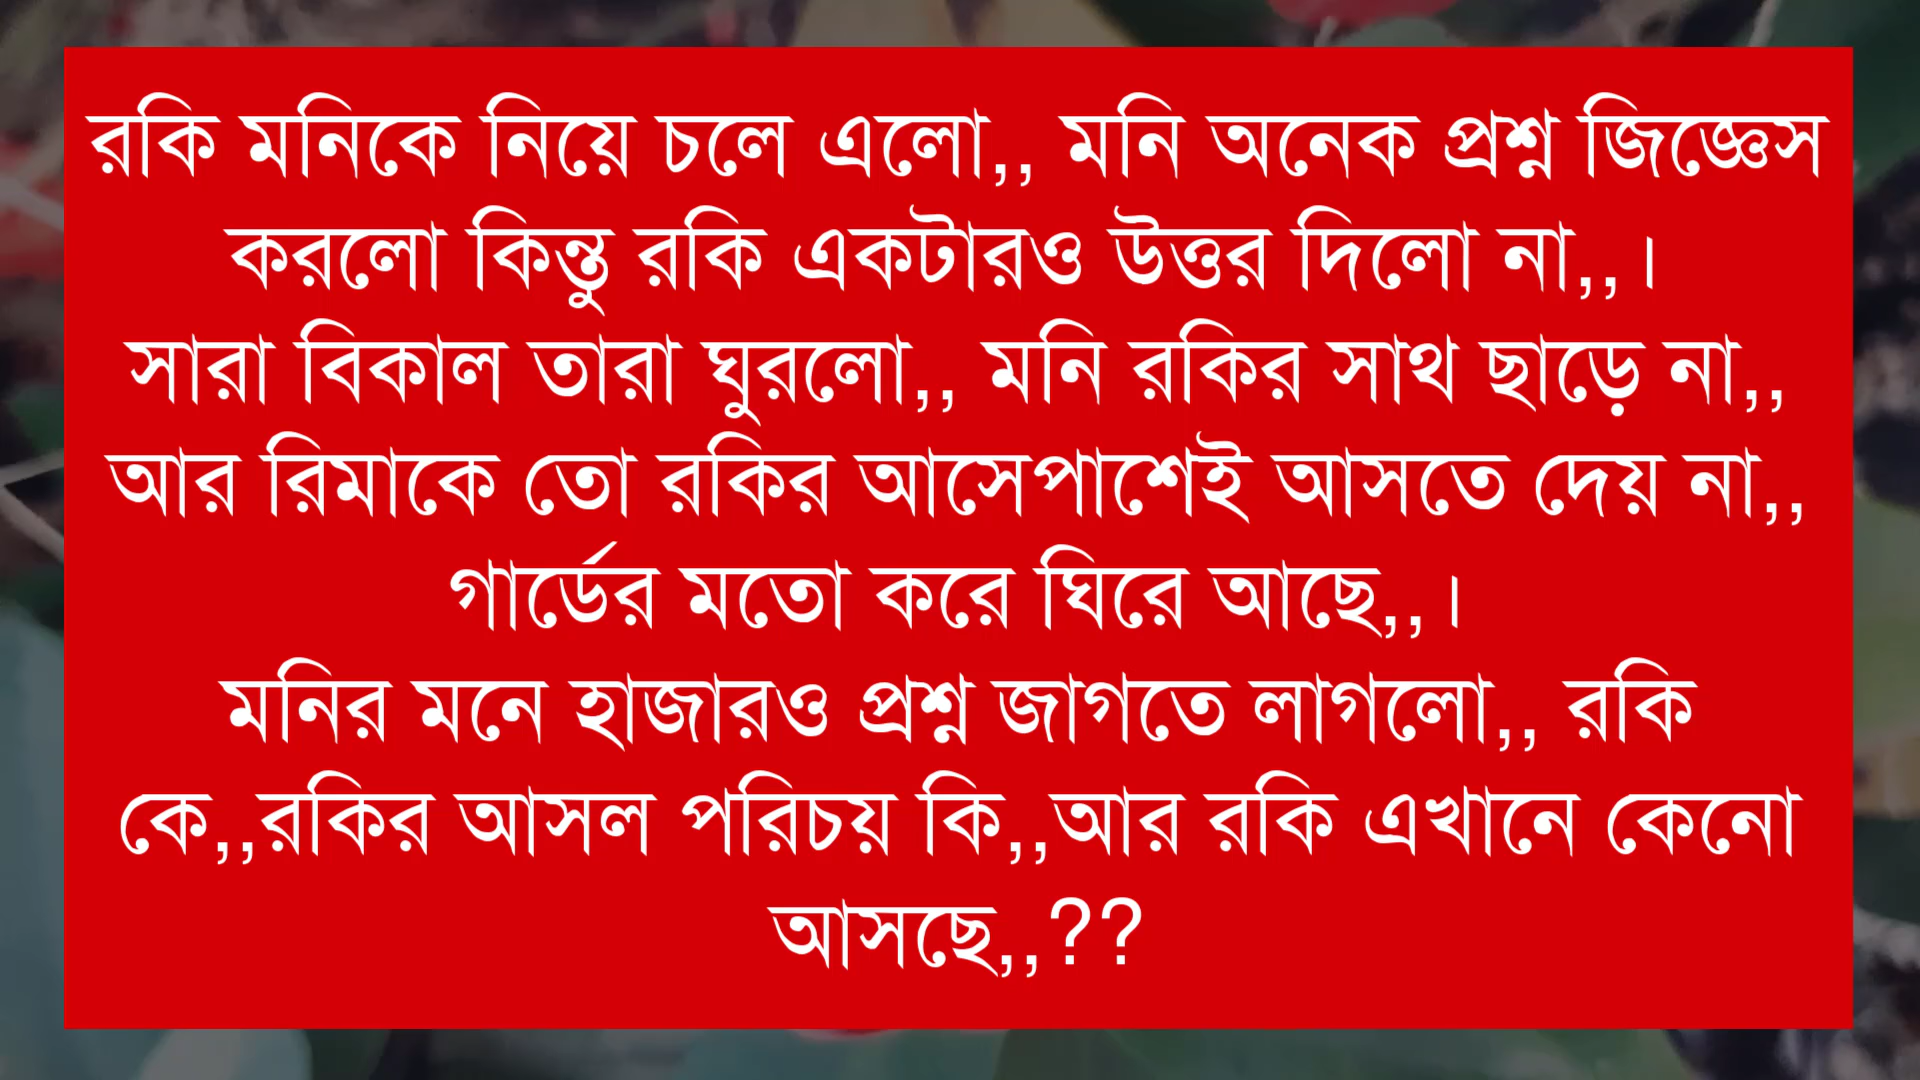 রকি মনিকে নিয়ে চলে এলো,, মনি অনেক প্রশ্ন জিজ্ঞেস
করলো কিন্তু রকি একটারও উত্তর দিলো না,,।
সারা বিকাল তারা ঘুরলো,, মনি রকির সাথ ছাড়ে না,,
আর রিমাকে তো রকির আসেপাশেই আসতে দেয় না,,
গার্ডের মতো করে ঘিরে আছে,,।
মনির মনে হাজারও প্রশ্ন জাগতে লাগলো,, রকি
কে,,রকির আসল পরিচয় কি,,আর রকি এখানে কেনো
আসছে,,??